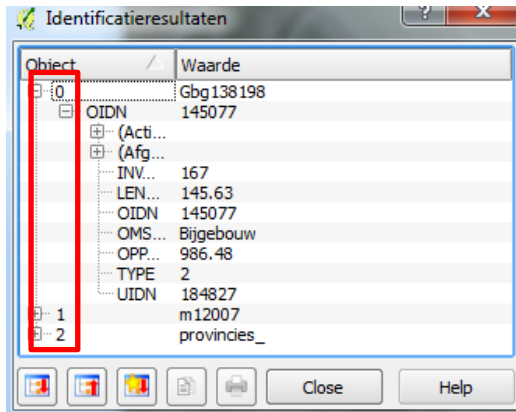 Identificatieresultaten
Object Waarde
0 Gbg138198
OIDN 145077
(Acti...
(Afg...
INV... 167
LEN... 145.63
OIDN 145077
OMS... Bijgebouw
OPP... 986.48
TYPE 2
UIDN 184827
1 m12007
2 provincies_
Close Help